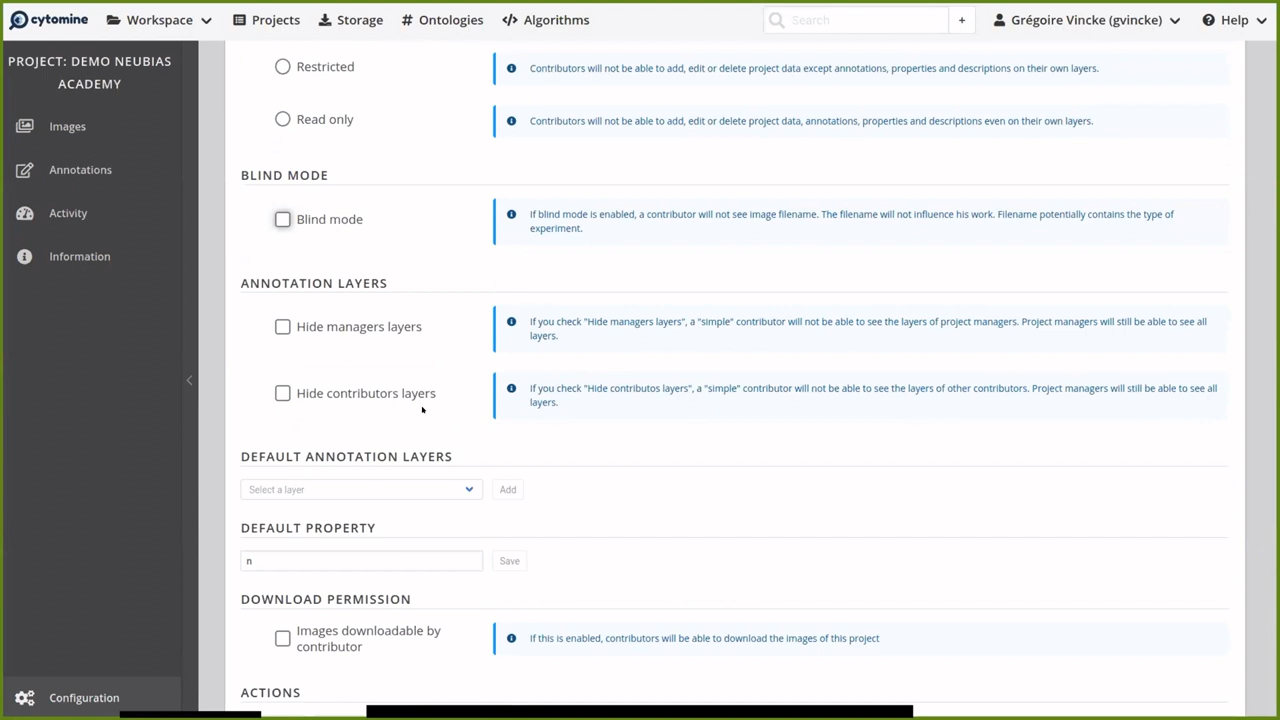 cytomine Workspace Projects Storage Ontologies Algorithms Search + Grégoire Vincke (gvincke) Help
PROJECT: DEMO NEUBIAS
ACADEMY
Images
Annotations
Activity
Information
Configuration
Restricted
Contributors will not be able to add, edit or delete project data except annotations, properties and descriptions on their own layers.
Read only
Contributors will not be able to add, edit or delete project data, annotations, properties and descriptions even on their own layers.
BLIND MODE
Blind mode
If blind mode is enabled, a contributor will not see image filename. The filename will not influence his work. Filename potentially contains the type of
experiment.
ANNOTATION LAYERS
Hide managers layers
If you check "Hide managers layers", a "simple" contributor will not be able to see the layers of project managers. Project managers will still be able to see all
layers.
Hide contributors layers
If you check "Hide contributos layers", a "simple" contributor will not be able to see the layers of other contributors. Project managers will still be able to see all
layers.
DEFAULT ANNOTATION LAYERS
Select a layer Add
DEFAULT PROPERTY
n Save
DOWNLOAD PERMISSION
Images downloadable by
contributor
If this is enabled, contributors will be able to download the images of this project
ACTIONS